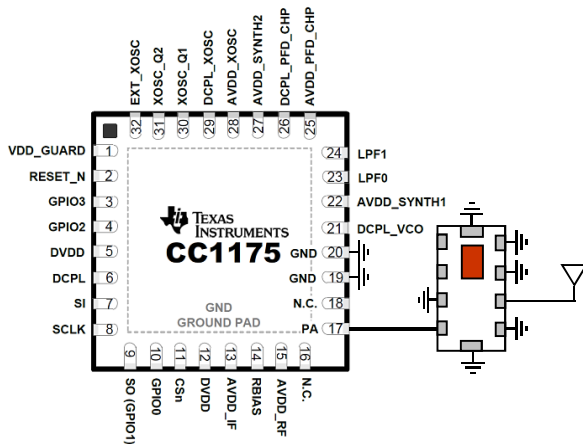 EXT_XOSC
XOSC_Q2
XOSC_Q1
DCPL_XOSC
AVDD_XOSC
AVDD_SYNTH2
DCPL_PFD_CHP
AVDD_PFD_CHP
32
31
30
29
28
27
26
25
VDD_GUARD 1
RESET_N 2
GPIO3 3
GPIO2 4
DVDD 5
DCPL 6
SI 7
SCLK 8
24 LPF1
23 LPF0
22 AVDD_SYNTH1
21 DCPL_VCO
GND 20
GND 19
N.C. 18
PA 17
TEXAS
INSTRUMENTS
CC1175
GND
GROUND PAD
9
10
11
12
13
14
15
16
SO (GPIO1)
GPIO0
CSn
DVDD
AVDD_IF
RBIAS
AVDD_RF
N.C.